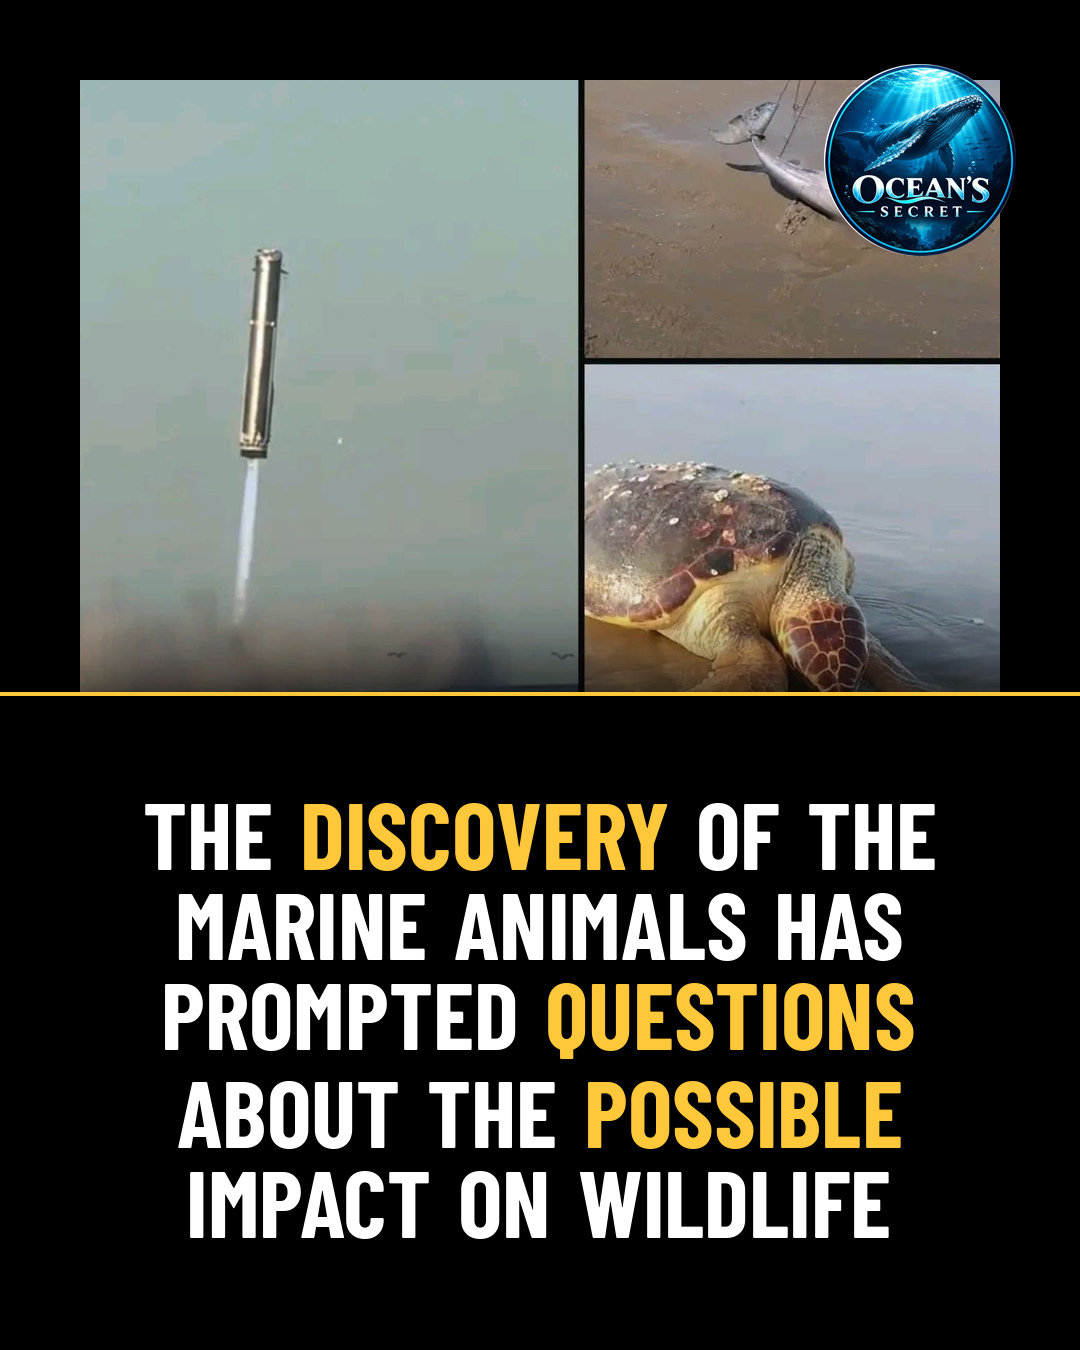 OCEAN'S
SECRET
THE DISCOVERY OF THE
MARINE ANIMALS HAS
PROMPTED QUESTIONS
ABOUT THE POSSIBLE
IMPACT ON WILDLIFE